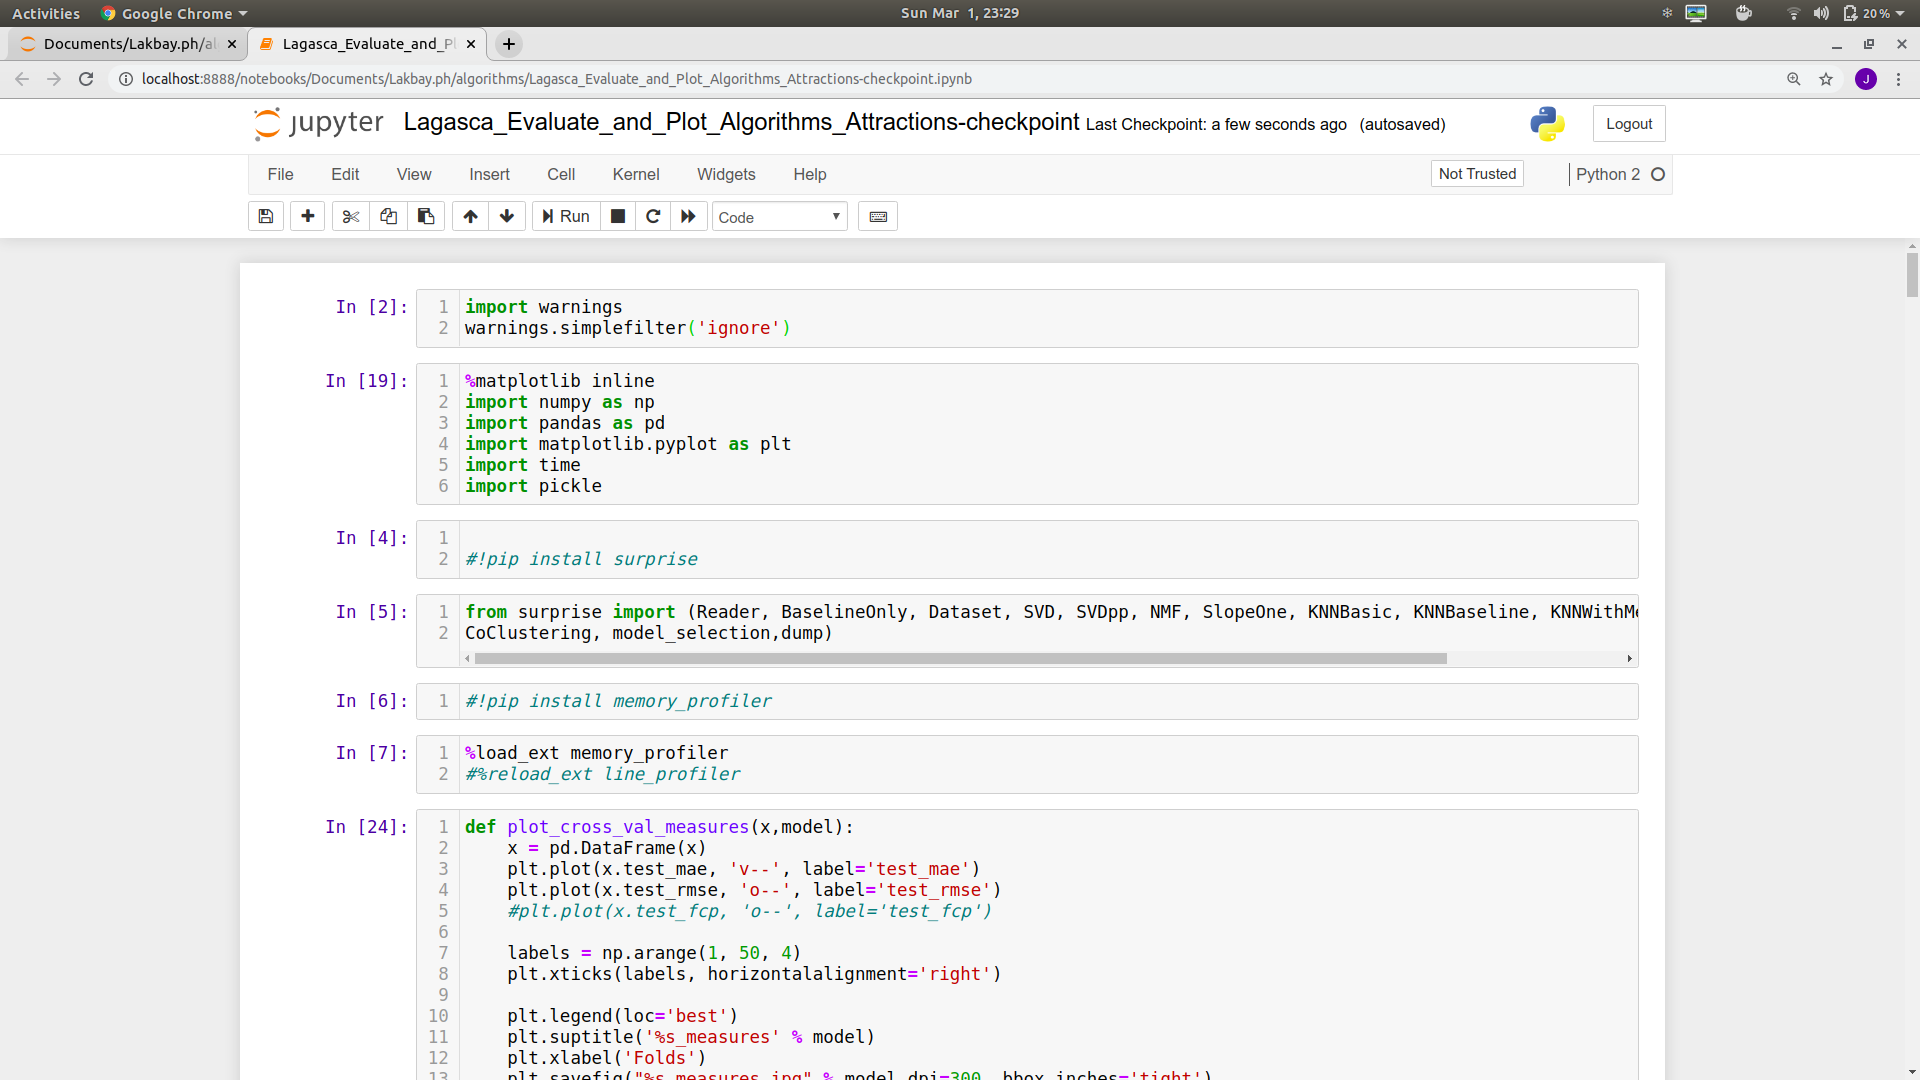 Activities Google Chrome Sun Mar 1, 23:29 20 %
Documents/Lakbay.ph/al Lagasca_Evaluate_and_Pl
localhost:8888/notebooks/Documents/Lakbay.ph/algorithms/Lagasca_Evaluate_and_Plot_Algorithms_Attractions-checkpoint.ipynb J
jupyter Lagasca_Evaluate_and_Plot_Algorithms_Attractions-checkpoint Last Checkpoint: a few seconds ago (autosaved) Logout
File Edit View Insert Cell Kernel Widgets Help Not Trusted Python 2
Run Code
In [2]: 1 import warnings
2 warnings.simplefilter('ignore')
In [19]: 1 %matplotlib inline
2 import numpy as np
3 import pandas as pd
4 import matplotlib.pyplot as plt
5 import time
6 import pickle
In [4]: 1
2 #!pip install surprise
In [5]: 1 from surprise import (Reader, BaselineOnly, Dataset, SVD, SVDpp, NMF, SlopeOne, KNNBasic, KNNBaseline, KNNWithMe
2 CoClustering, model_selection,dump)
In [6]: 1 #!pip install memory_profiler
In [7]: 1 %load_ext memory_profiler
2 #%reload_ext line_profiler
In [24]: 1 def plot_cross_val_measures(x,model):
2 x = pd.DataFrame(x)
3 plt.plot(x.test_mae, 'v--', label='test_mae')
4 plt.plot(x.test_rmse, 'o--', label='test_rmse')
5 #plt.plot(x.test_fcp, 'o--', label='test_fcp')
6
7 labels = np.arange(1, 50, 4)
8 plt.xticks(labels, horizontalalignment='right')
9
10 plt.legend(loc='best')
11 plt.suptitle('%s_measures' % model)
12 plt.xlabel('Folds')
13 plt.savefig("%s_measures.jpg" % model,dpi=300, bbox_inches='tight')